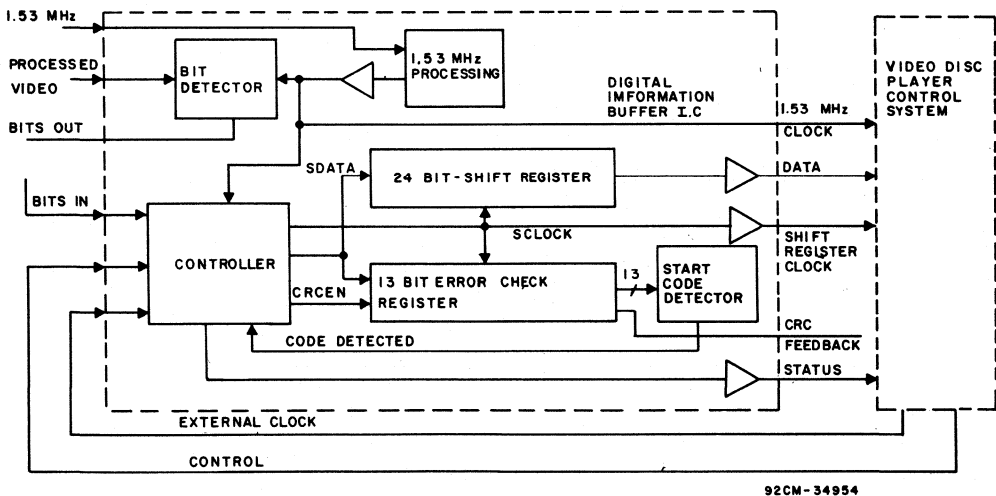 1.53 MHz
PROCESSED
VIDEO
BITS OUT
BITS IN
BIT
DETECTOR
1.53 MHz
PROCESSING
DIGITAL
IMFORMATION
BUFFER I.C
1.53 MHz
CLOCK
VIDEO DISC
PLAYER
CONTROL
SYSTEM
SDATA
24 BIT-SHIFT REGISTER
DATA
CONTROLLER
SCLOCK
SHIFT
REGISTER
CLOCK
CRCEN
13 BIT ERROR CHECK
REGISTER
13
START
CODE
DETECTOR
CODE DETECTED
CRC
FEEDBACK
STATUS
EXTERNAL CLOCK
CONTROL
92CM-34954